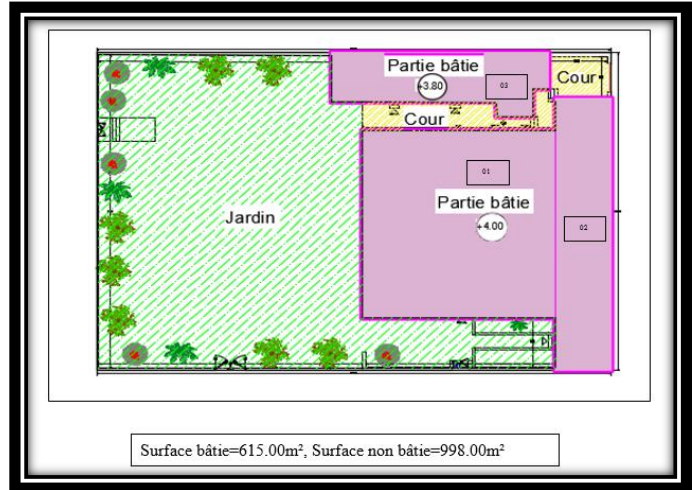 Partie bâtie
+3.80
03
Cour
Cour
01
Partie bâtie
+4.00
02
Jardin
Surface bâtie=615.00m², Surface non bâtie=998.00m²